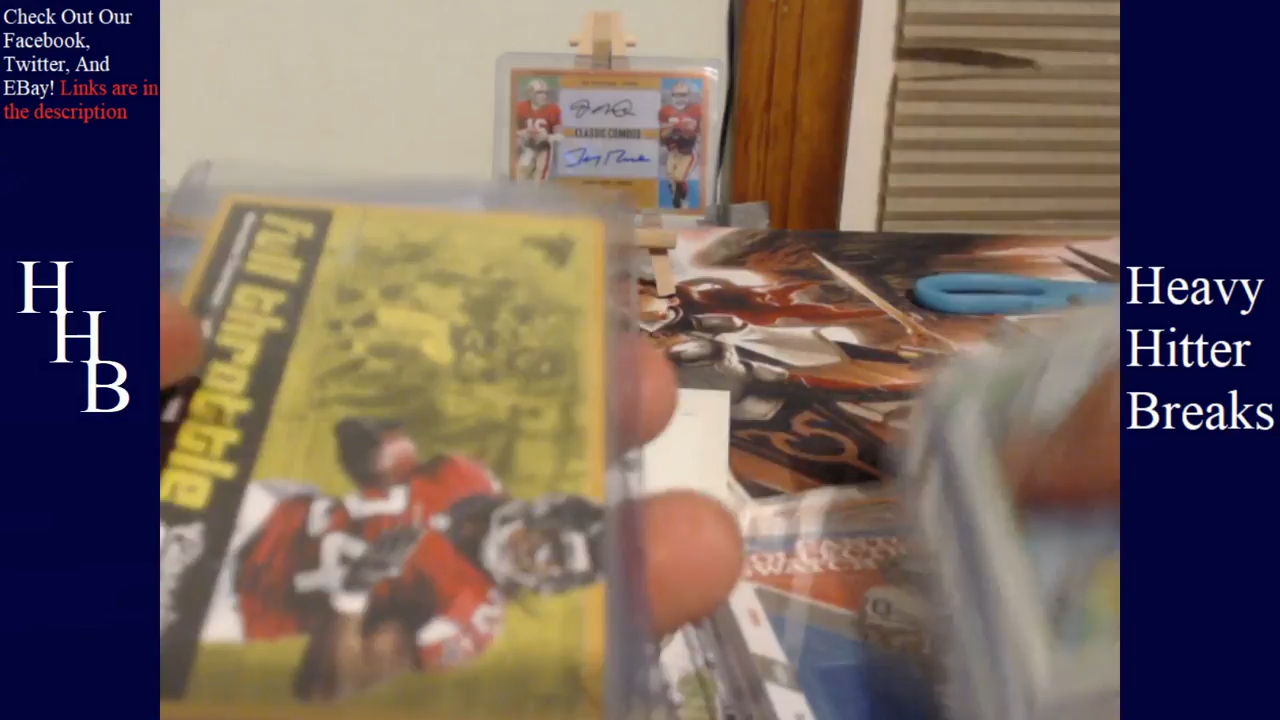 Check Out Our
Facebook,
Twitter, And
EBay! Links are in
the description
H
H
B
Heavy
Hitter
Breaks
CLASSIC COMBOS
full throttle